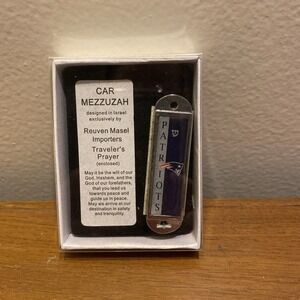 CAR
MEZZUZAH
designed in Israel
exclusively by
Reuven Masel
Importers
Traveler's
Prayer
(enclosed)
May it be the will of our
God, Hashem, and the
God of our forefathers,
that you lead us
towards peace and
guide us in peace.
May we arrive at our
destination in safety
and tranquility.
ש
PATRIOTS